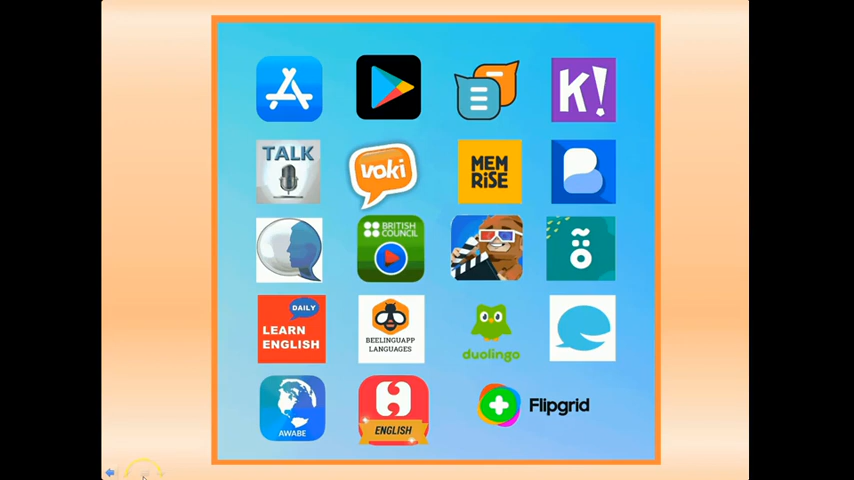 K!
TALK
voki
MEM
RiSE
B
BRITISH
COUNCIL
õ
DAILY
LEARN
ENGLISH
BEELINGUAPP
LANGUAGES
duolingo
AWABE
H
ENGLISH
Flipgrid